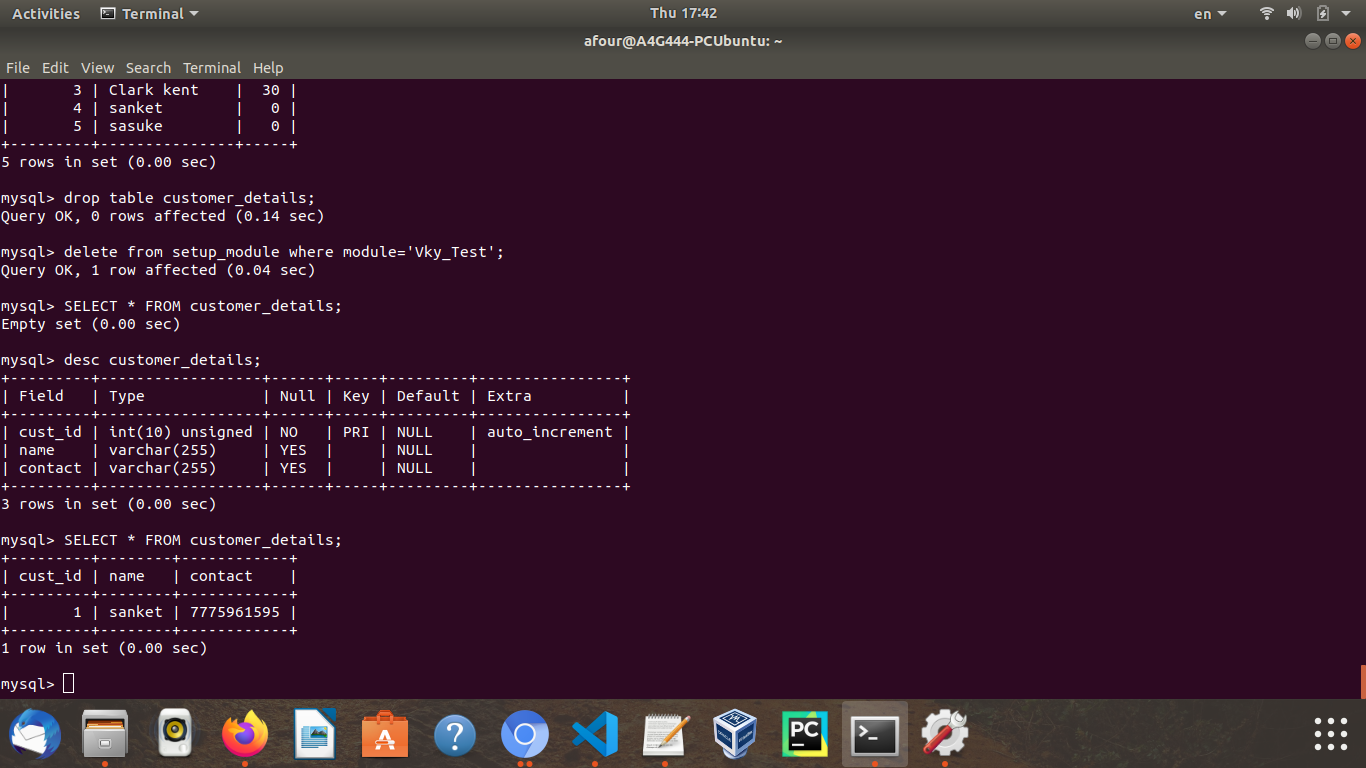 Activities Terminal Thu 17:42 en
afour@A4G444-PCUbuntu: ~
File Edit View Search Terminal Help
|       3 | Clark kent    |  30 |
|       4 | sanket        |   0 |
|       5 | sasuke        |   0 |
+---------+---------------+-----+
5 rows in set (0.00 sec)

mysql> drop table customer_details;
Query OK, 0 rows affected (0.14 sec)

mysql> delete from setup_module where module='Vky_Test';
Query OK, 1 row affected (0.04 sec)

mysql> SELECT * FROM customer_details;
Empty set (0.00 sec)

mysql> desc customer_details;
+---------+------------------+------+-----+---------+----------------+
| Field   | Type             | Null | Key | Default | Extra          |
+---------+------------------+------+-----+---------+----------------+
| cust_id | int(10) unsigned | NO   | PRI | NULL    | auto_increment |
| name    | varchar(255)     | YES  |     | NULL    |                |
| contact | varchar(255)     | YES  |     | NULL    |                |
+---------+------------------+------+-----+---------+----------------+
3 rows in set (0.00 sec)

mysql> SELECT * FROM customer_details;
+---------+--------+------------+
| cust_id | name   | contact    |
+---------+--------+------------+
|       1 | sanket | 7775961595 |
+---------+--------+------------+
1 row in set (0.00 sec)

mysql>
A ? PC >_